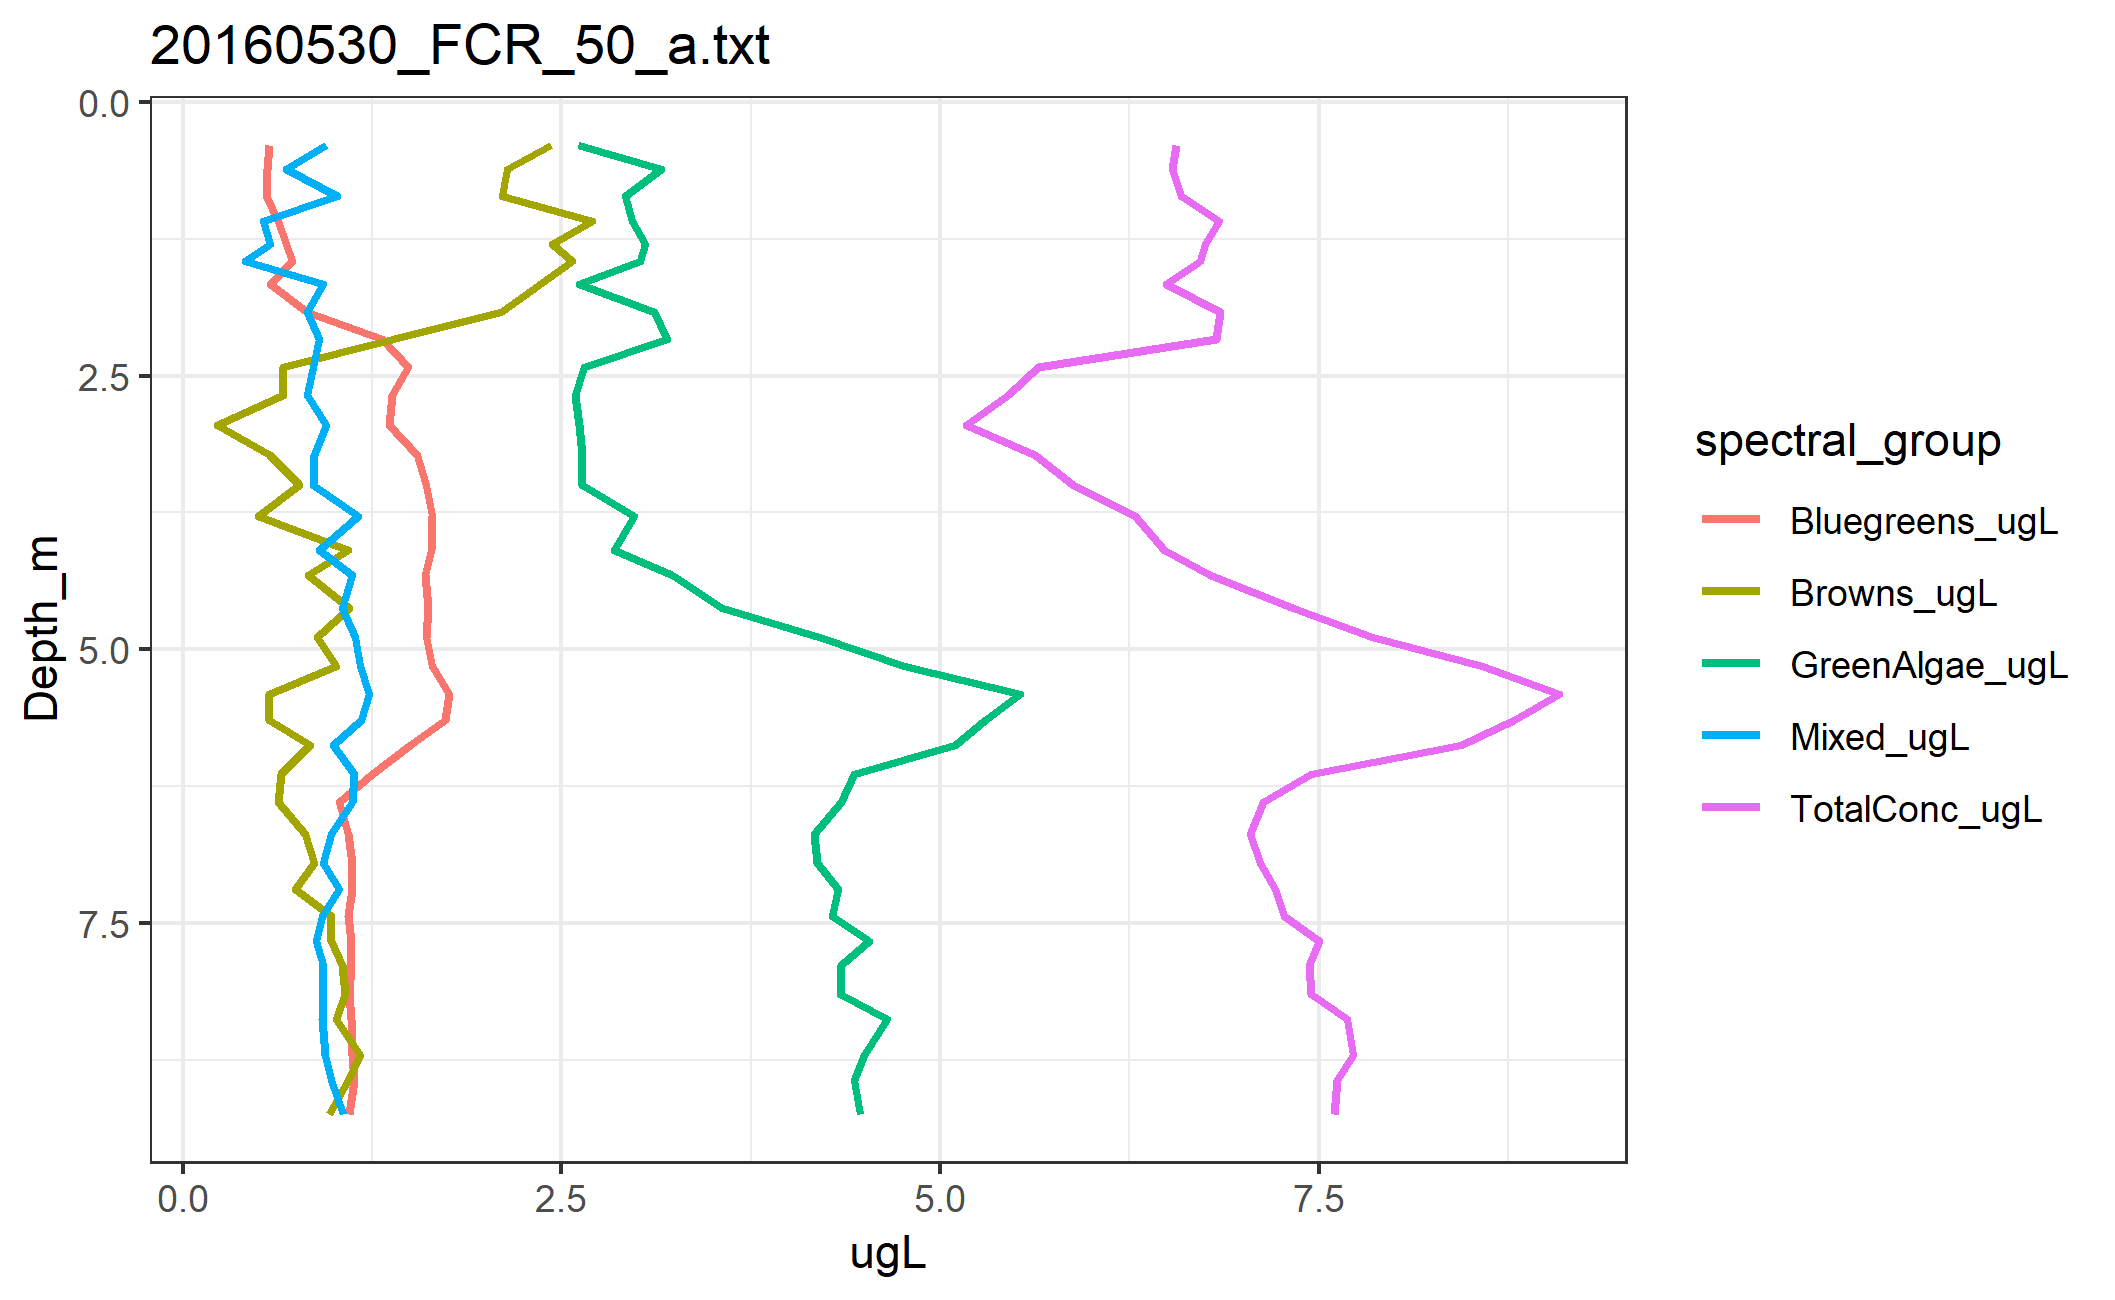 20160530_FCR_50_a.txt
0.0
2.5
5.0
7.5
Depth_m
0.0
2.5
5.0
7.5
ugL
spectral_group
Bluegreens_ugL
Browns_ugL
GreenAlgae_ugL
Mixed_ugL
TotalConc_ugL